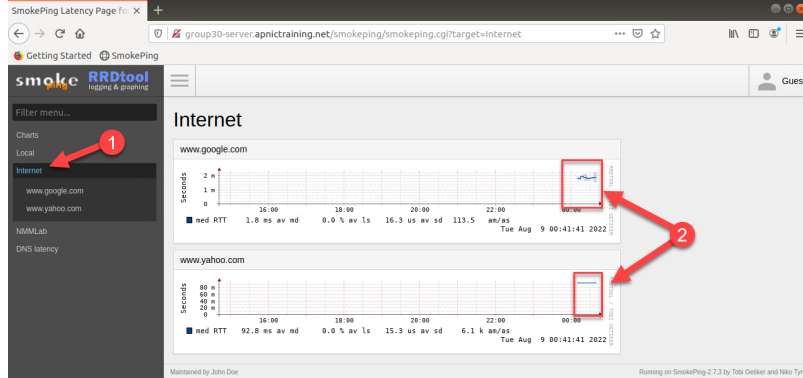 SmokePing Latency Page fo
group30-server.apnictraining.net/smokeping/smokeping.cgi?target=Internet
Getting Started SmokePing
smoke ping RRDtool
logging & graphing
Gues
Filter menu...
Charts
1
Local
Internet
www.google.com
www.yahoo.com
NMMLab
DNS latency
Internet
www.google.com
Seconds
2 m
1 m
0
16:00 18:00 20:00 22:00 00:00
med RTT 1.8 ms av md 0.0 % av ls 16.3 us av sd 113.5 am/as
Tue Aug 9 00:41:41 2022
2
www.yahoo.com
Seconds
80 m
60 m
40 m
20 m
0
16:00 18:00 20:00 22:00 00:00
med RTT 92.8 ms av md 0.0 % av ls 15.3 us av sd 6.1 k am/as
Tue Aug 9 00:41:41 2022
Maintained by John Doe
Running on SmokePing-2.7.3 by Tobi Oetiker and Niko Tyr